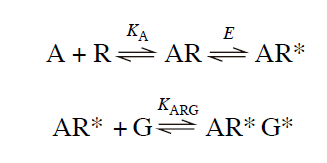 A + R ⇌ AR ⇌ AR*
K_A E
AR* + G ⇌ AR* G*
K_ARG